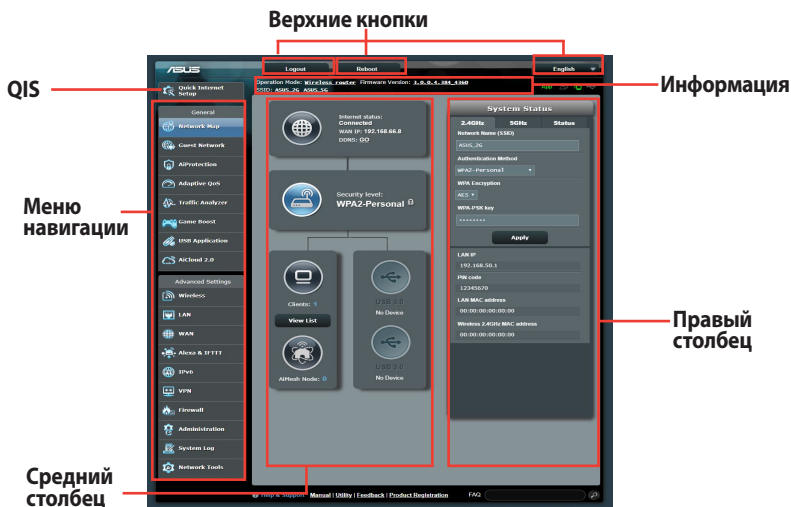 Верхние кнопки
QIS
Информация
Меню
навигации
Правый
столбец
Средний
столбец
ASUS
Logout
Reboot
English
Operation Mode: Wireless router Firmware Version: 3.0.0.4.384_4360
SSID: ASUS_2G ASUS_5G
App
Quick Internet
Setup
General
Network Map
Guest Network
AiProtection
Adaptive QoS
Traffic Analyzer
Game Boost
USB Application
AiCloud 2.0
Advanced Settings
Wireless
LAN
WAN
Alexa & IFTTT
IPv6
VPN
Firewall
Administration
System Log
Network Tools
Internet status:
Connected
WAN IP: 192.168.66.8
DDNS: GO
Security level:
WPA2-Personal
Clients: 1
View List
AiMesh Node: 0
USB 3.0
No Device
USB 3.0
No Device
System Status
2.4GHz 5GHz Status
Network Name (SSID)
ASUS_2G
Authentication Method
WPA2-Personal
WPA Encryption
AES
WPA-PSK key
••••••••
Apply
LAN IP
192.168.50.1
PIN code
12345670
LAN MAC address
00:00:00:00:00:00
Wireless 2.4GHz MAC address
00:00:00:00:00:00
Help & Support Manual | Utility | Feedback | Product Registration FAQ